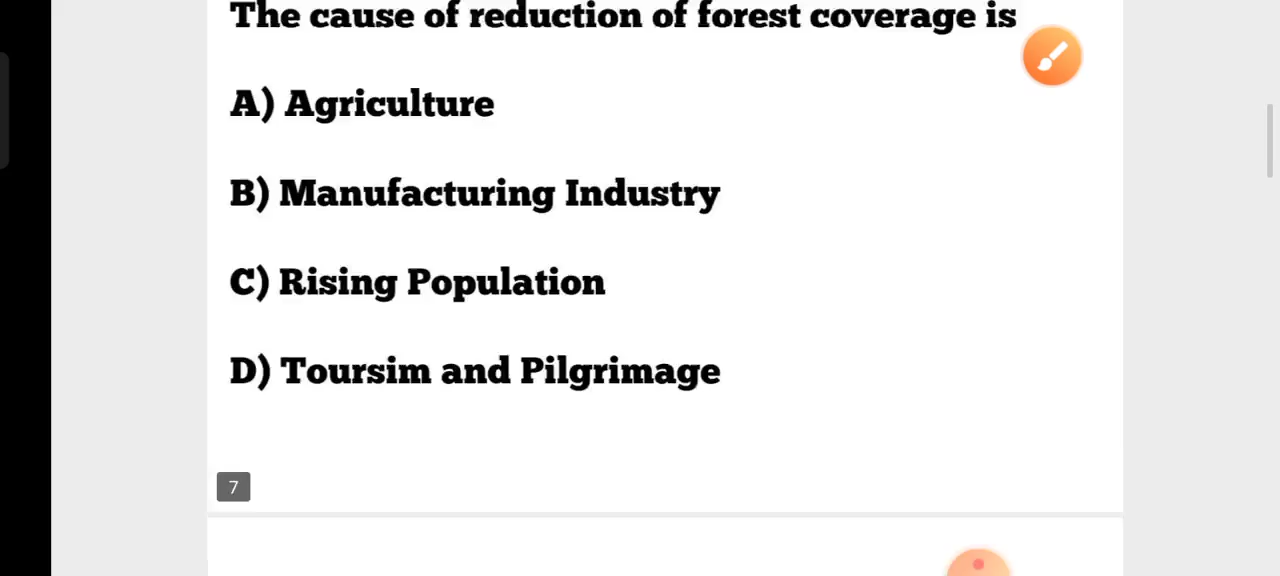 The cause of reduction of forest coverage is
A) Agriculture
B) Manufacturing Industry
C) Rising Population
D) Toursim and Pilgrimage
7